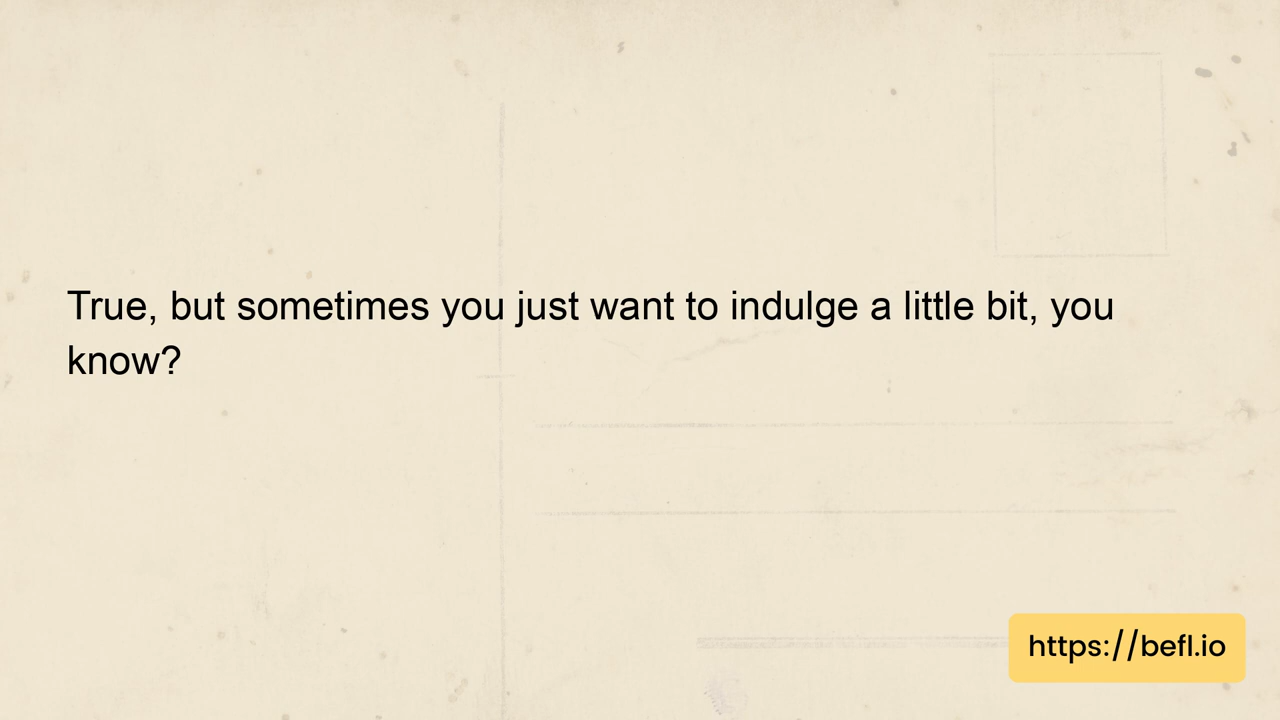 True, but sometimes you just want to indulge a little bit, you
know?
https://befl.io